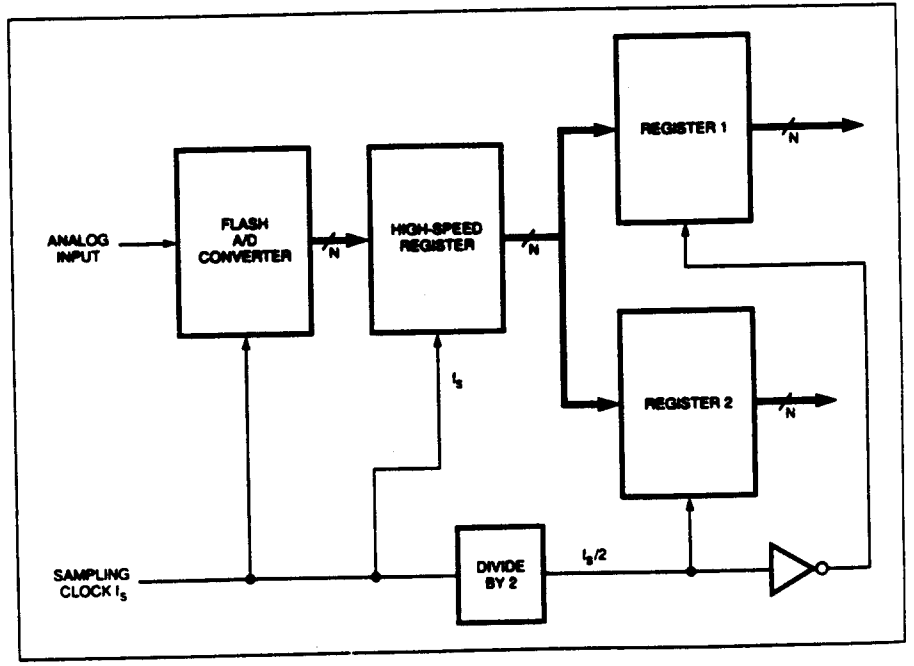 REGISTER 1
N
FLASH
A/D
CONVERTER
N
HIGH-SPEED
REGISTER
N
ANALOG
INPUT
fs
REGISTER 2
N
SAMPLING
CLOCK fs
DIVIDE
BY 2
fs/2